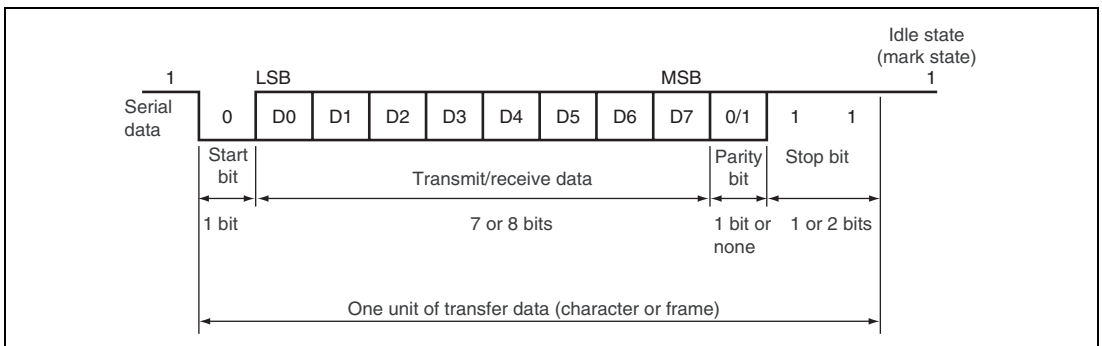 Idle state
(mark state)
1 LSB MSB 1
Serial
data
0 D0 D1 D2 D3 D4 D5 D6 D7 0/1 1 1
Start
bit
Transmit/receive data
Parity
bit
Stop bit
1 bit
7 or 8 bits
1 bit or
none
1 or 2 bits
One unit of transfer data (character or frame)